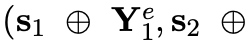 (s₁ ⊕ Y₁ᵉ, s₂ ⊕